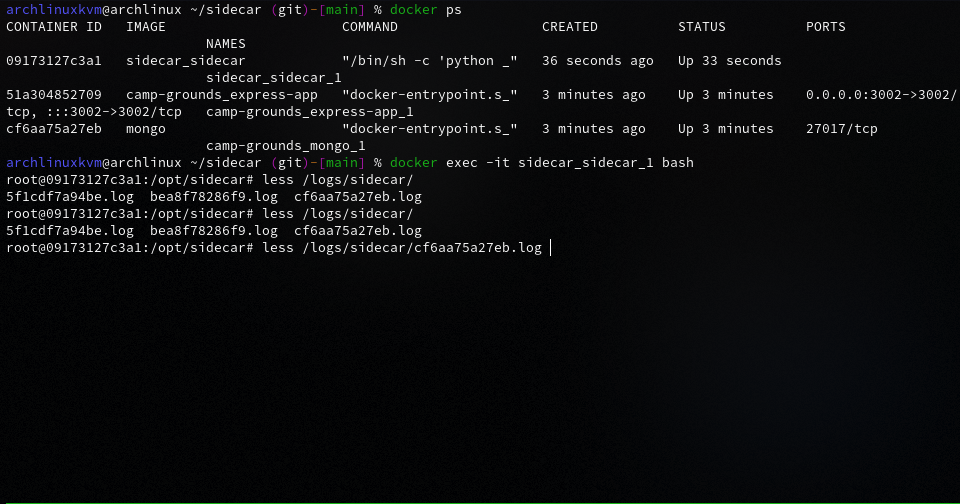 archlinuxkvm@archlinux ~/sidecar (git)-[main] % docker ps
CONTAINER ID   IMAGE                      COMMAND                  CREATED          STATUS          PORTS
                         NAMES
09173127c3a1   sidecar_sidecar            "/bin/sh -c 'python _"   36 seconds ago   Up 33 seconds
                         sidecar_sidecar_1
51a304852709   camp-grounds_express-app   "docker-entrypoint.s_"   3 minutes ago    Up 3 minutes    0.0.0.0:3002->3002/
tcp, :::3002->3002/tcp   camp-grounds_express-app_1
cf6aa75a27eb   mongo                      "docker-entrypoint.s_"   3 minutes ago    Up 3 minutes    27017/tcp
                         camp-grounds_mongo_1
archlinuxkvm@archlinux ~/sidecar (git)-[main] % docker exec -it sidecar_sidecar_1 bash
root@09173127c3a1:/opt/sidecar# less /logs/sidecar/
5f1cdf7a94be.log  bea8f78286f9.log  cf6aa75a27eb.log
root@09173127c3a1:/opt/sidecar# less /logs/sidecar/
5f1cdf7a94be.log  bea8f78286f9.log  cf6aa75a27eb.log
root@09173127c3a1:/opt/sidecar# less /logs/sidecar/cf6aa75a27eb.log